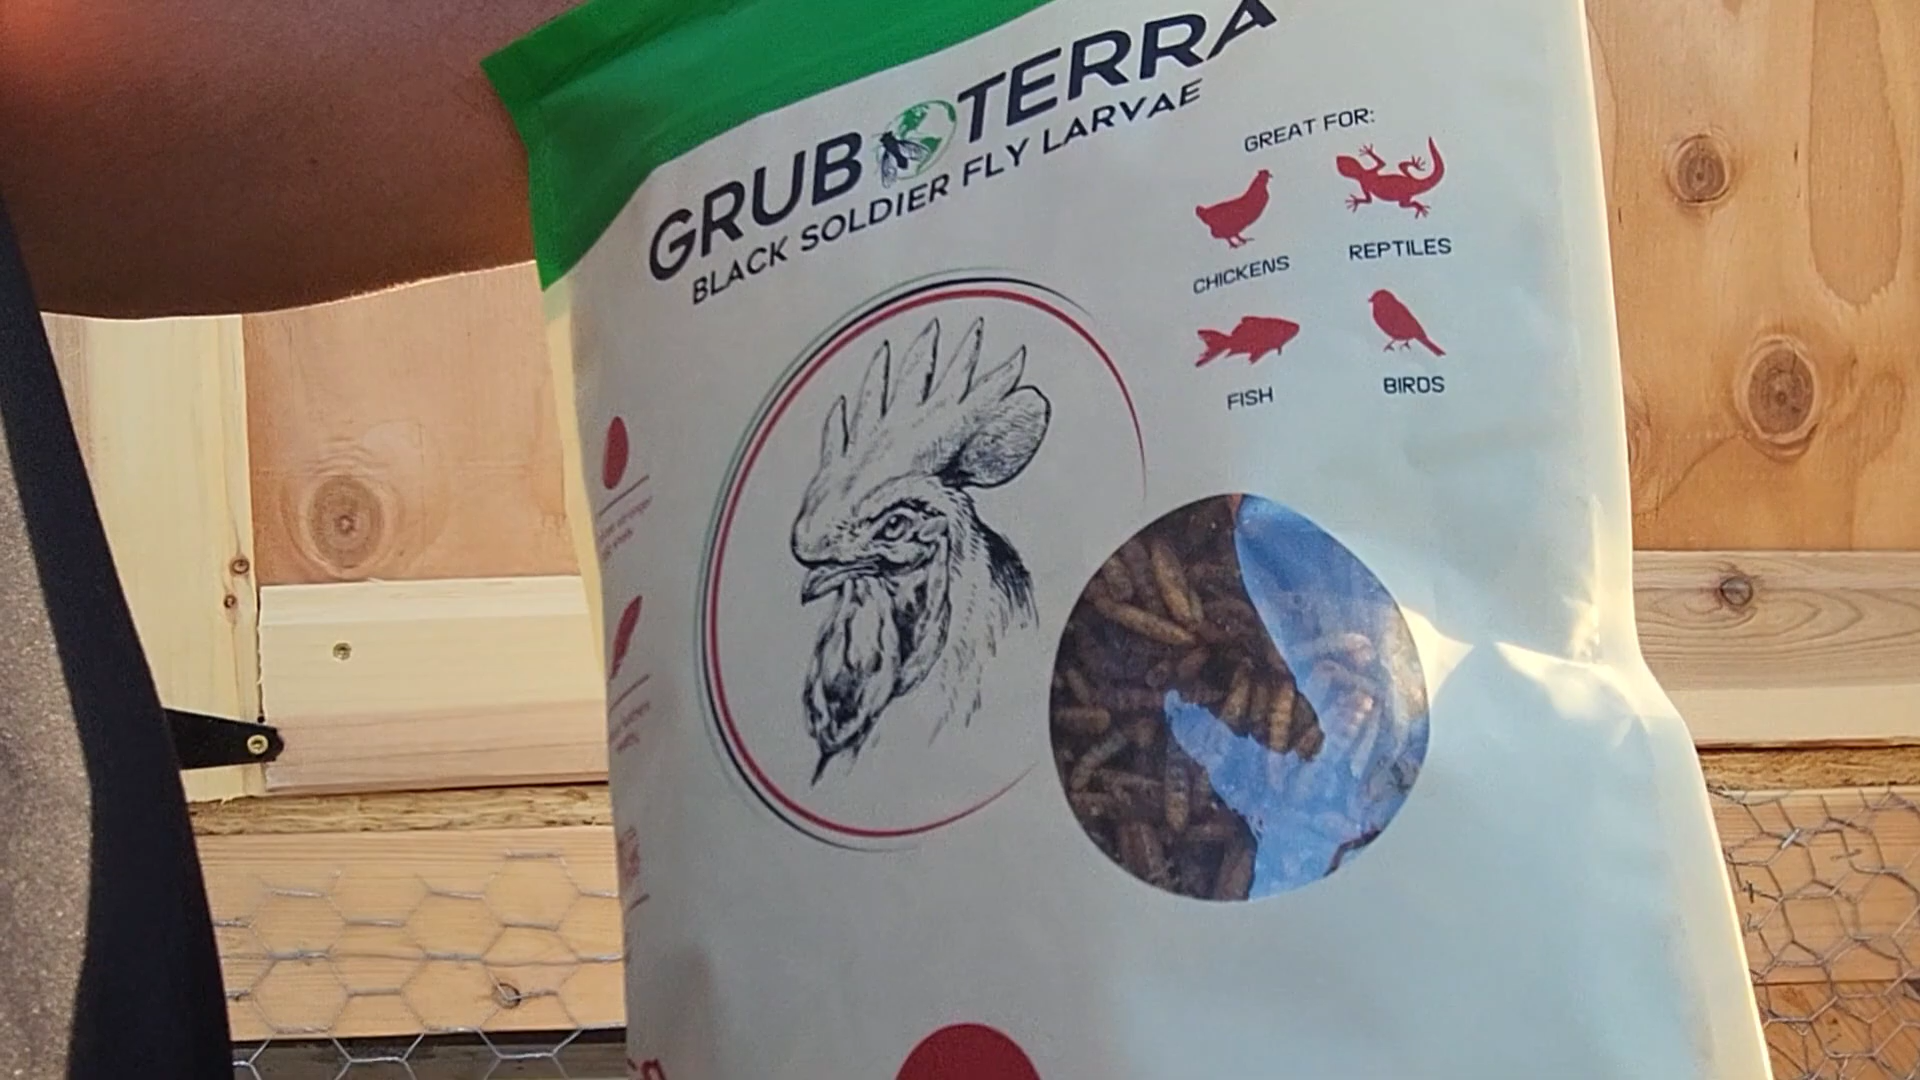 GRUB TERRA
BLACK SOLDIER FLY LARVAE
GREAT FOR:
CHICKENS
REPTILES
FISH
BIRDS